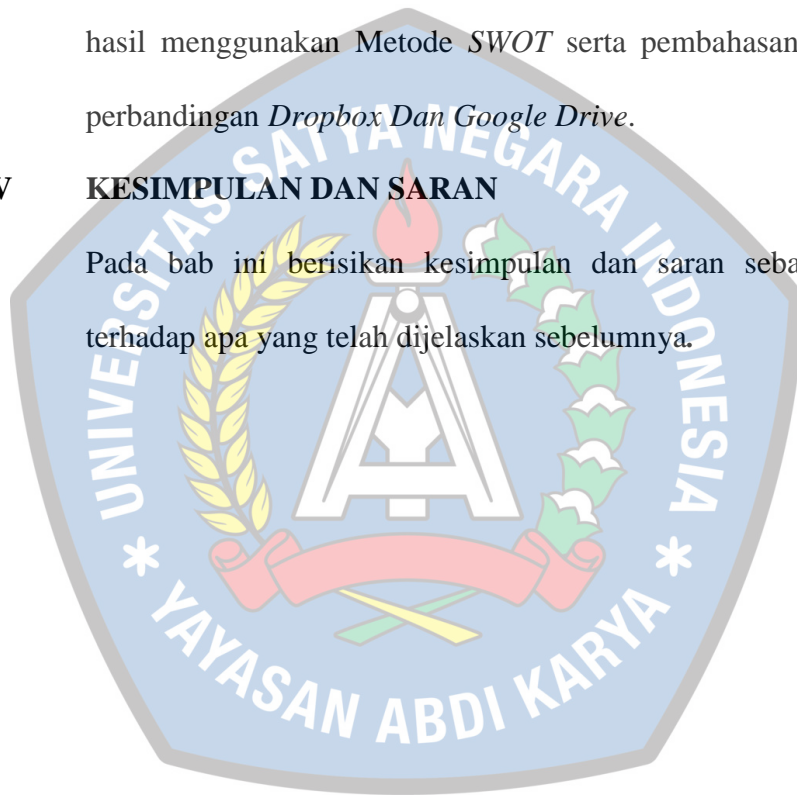 hasil menggunakan Metode SWOT serta pembahasan
perbandingan Dropbox Dan Google Drive.
V KESIMPULAN DAN SARAN
Pada bab ini berisikan kesimpulan dan saran seba
terhadap apa yang telah dijelaskan sebelumnya.
UNIVERSITAS SATYA NEGARA INDONESIA
* YAYASAN ABDI KARYA *